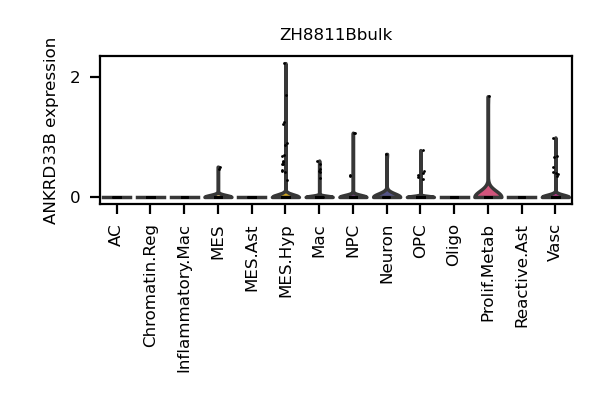 ZH8811Bbulk
ANKRD33B expression
2
0
AC
Chromatin.Reg
Inflammatory.Mac
MES
MES.Ast
MES.Hyp
Mac
NPC
Neuron
OPC
Oligo
Prolif.Metab
Reactive.Ast
Vasc